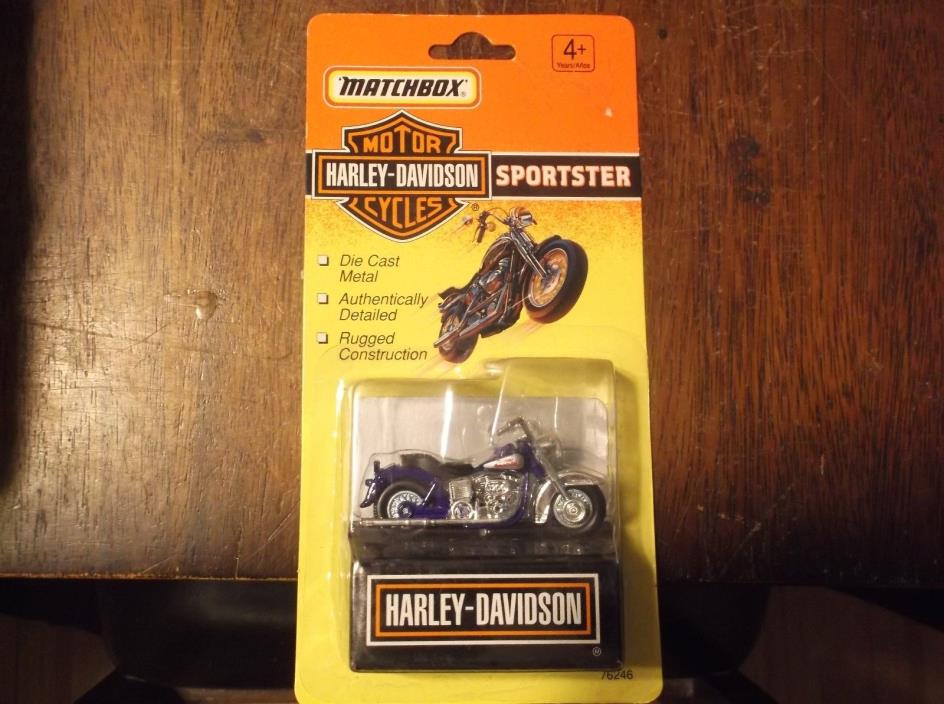 4+
Years/Años
"MATCHBOX"®
MOTOR
HARLEY-DAVIDSON
CYCLES
®
SPORTSTER
Die Cast
Metal
Authentically
Detailed
Rugged
Construction
HARLEY-DAVIDSON
76246